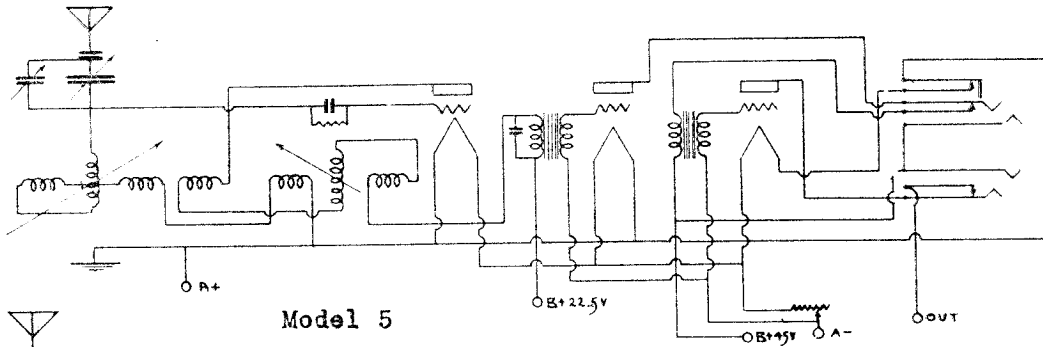 A+
B+22.5V
Model 5
B+45V
A-
OUT